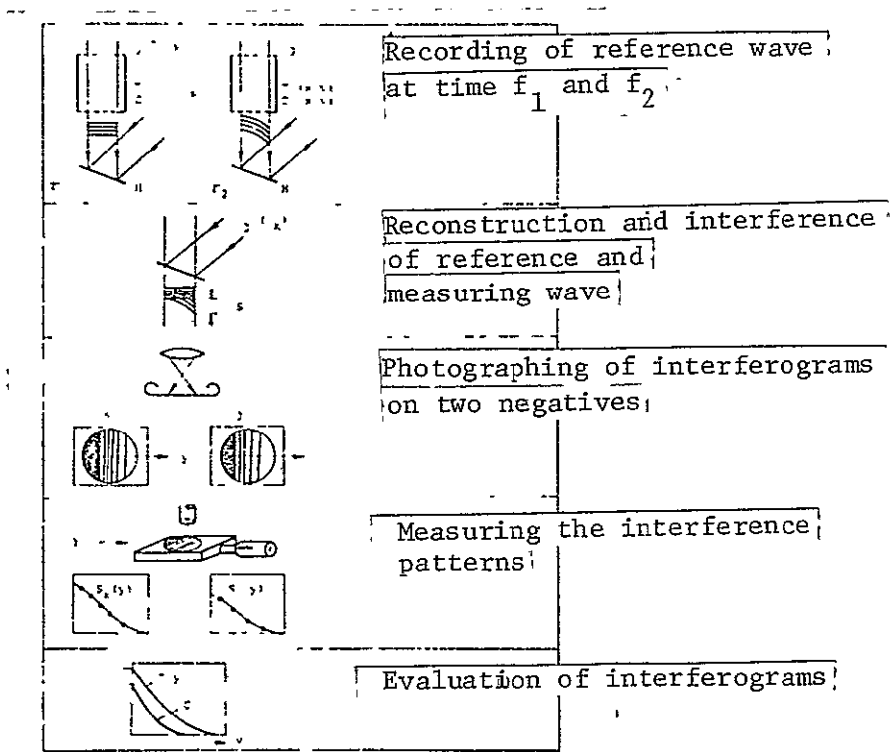 Recording of reference wave
at time f₁ and f₂
Reconstruction and interference
of reference and
measuring wave
Photographing of interferograms
on two negatives
Measuring the interference
patterns
Evaluation of interferograms